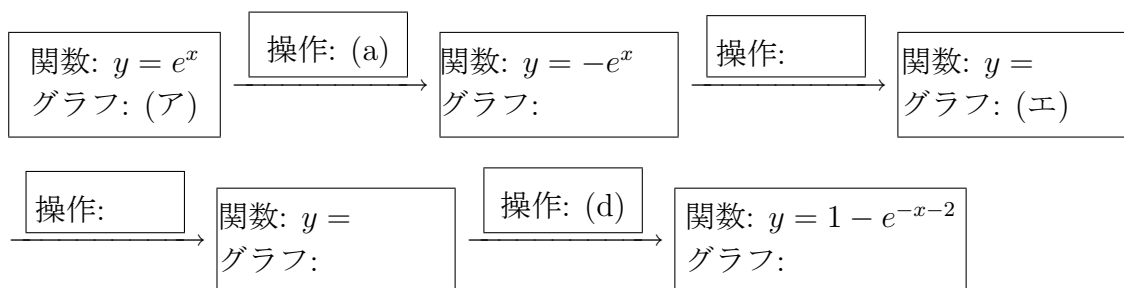 関数: y = e^x
グラフ: (ア)
操作: (a)
関数: y = −e^x
グラフ:
操作:
関数: y =
グラフ: (エ)
操作:
関数: y =
グラフ:
操作: (d)
関数: y = 1 − e^{−x−2}
グラフ: